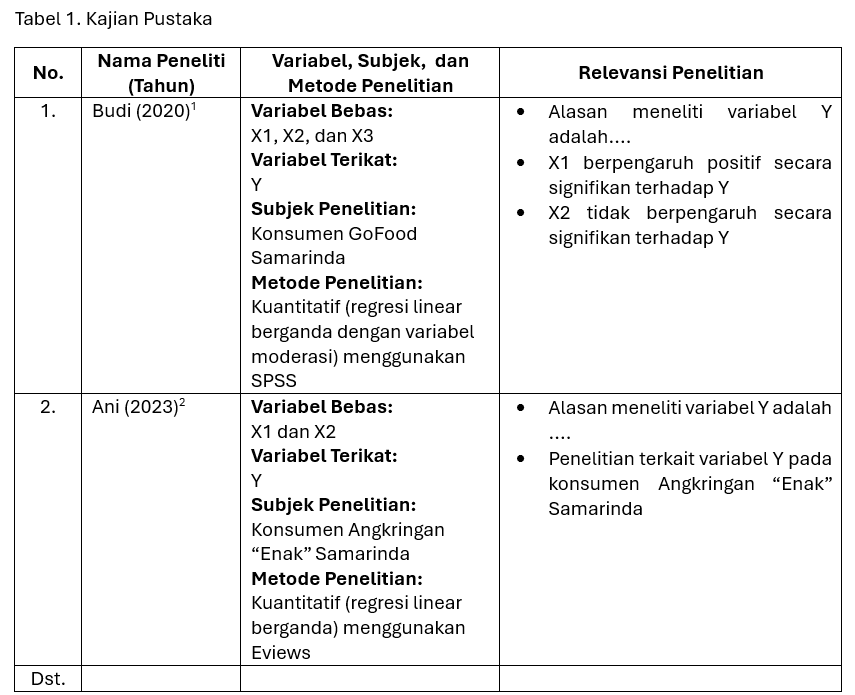 Tabel 1. Kajian Pustaka
No.
Nama Peneliti
(Tahun)
Variabel, Subjek, dan
Metode Penelitian
Relevansi Penelitian
1.
Budi (2020)¹
Variabel Bebas:
X1, X2, dan X3
Variabel Terikat:
Y
Subjek Penelitian:
Konsumen GoFood
Samarinda
Metode Penelitian:
Kuantitatif (regresi linear
berganda dengan variabel
moderasi) menggunakan
SPSS
• Alasan meneliti variabel Y
adalah....
• X1 berpengaruh positif secara
signifikan terhadap Y
• X2 tidak berpengaruh secara
signifikan terhadap Y
2.
Ani (2023)²
Variabel Bebas:
X1 dan X2
Variabel Terikat:
Y
Subjek Penelitian:
Konsumen Angkringan
“Enak” Samarinda
Metode Penelitian:
Kuantitatif (regresi linear
berganda) menggunakan
Eviews
• Alasan meneliti variabel Y adalah
....
• Penelitian terkait variabel Y pada
konsumen Angkringan “Enak”
Samarinda
Dst.